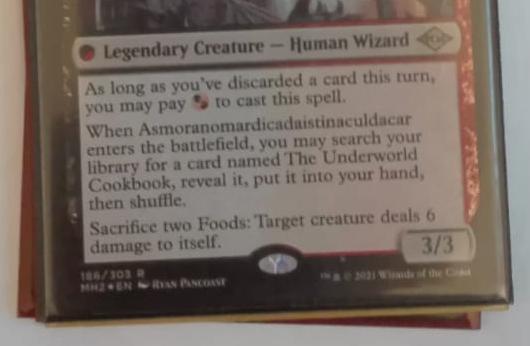 Legendary Creature — Human Wizard
As long as you've discarded a card this turn,
you may pay to cast this spell.
When Asmoranomardicadaistinaculdacar
enters the battlefield, you may search your
library for a card named The Underworld
Cookbook, reveal it, put it into your hand,
then shuffle.
Sacrifice two Foods: Target creature deals 6
damage to itself.
3/3
186/303 R
MH2 • EN Ryan Pancoast
™ & © 2021 Wizards of the Coast